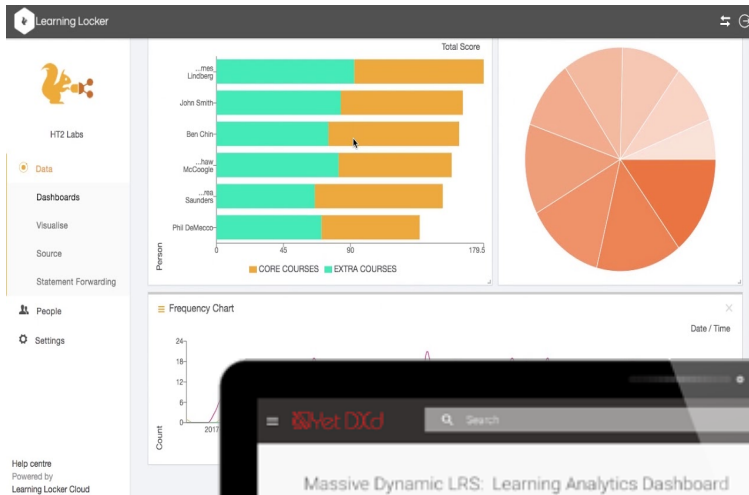 Learning Locker
HT2 Labs
Data
Dashboards
Visualise
Source
Statement Forwarding
People
Settings
Help centre
Powered by
Learning Locker Cloud
Total Score
...mes
Lindberg
John Smith
Ben Chin
...haw
McCoogle
...rea
Saunders
Phil DeMecco
Person
0 45 90 179.5
CORE COURSES EXTRA COURSES
Frequency Chart
Date / Time
24
18
12
6
0
Count
2017
Search
Massive Dynamic LRS: Learning Analytics Dashboard